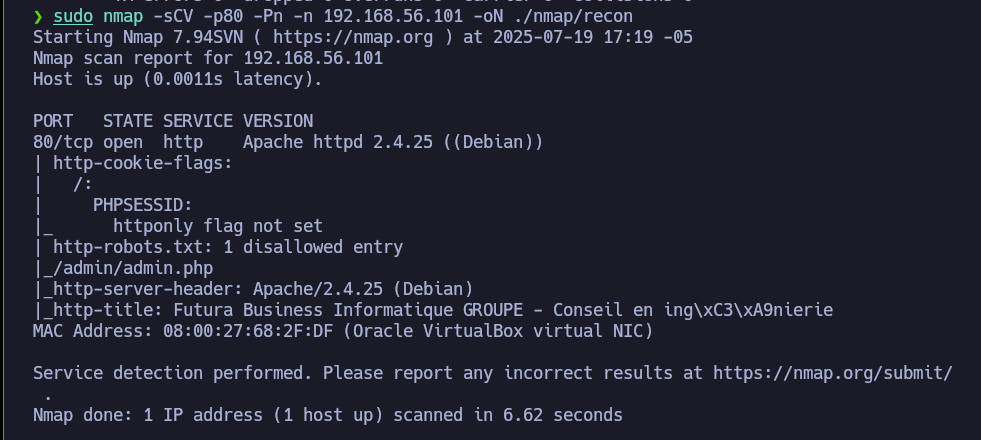 ❯ sudo nmap -sCV -p80 -Pn -n 192.168.56.101 -oN ./nmap/recon
Starting Nmap 7.94SVN ( https://nmap.org ) at 2025-07-19 17:19 -05
Nmap scan report for 192.168.56.101
Host is up (0.0011s latency).

PORT   STATE SERVICE VERSION
80/tcp open  http    Apache httpd 2.4.25 ((Debian))
| http-cookie-flags:
|   /:
|     PHPSESSID:
|_      httponly flag not set
| http-robots.txt: 1 disallowed entry
|_/admin/admin.php
|_http-server-header: Apache/2.4.25 (Debian)
|_http-title: Futura Business Informatique GROUPE - Conseil en ing\xC3\xA9nierie
MAC Address: 08:00:27:68:2F:DF (Oracle VirtualBox virtual NIC)

Service detection performed. Please report any incorrect results at https://nmap.org/submit/
 .
Nmap done: 1 IP address (1 host up) scanned in 6.62 seconds